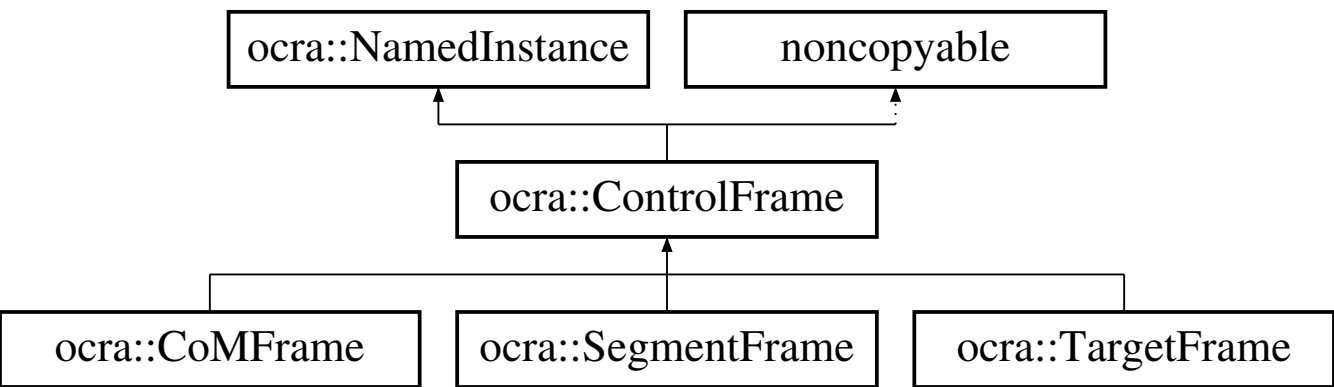 ocra::NamedInstance
noncopyable
ocra::ControlFrame
ocra::CoMFrame
ocra::SegmentFrame
ocra::TargetFrame